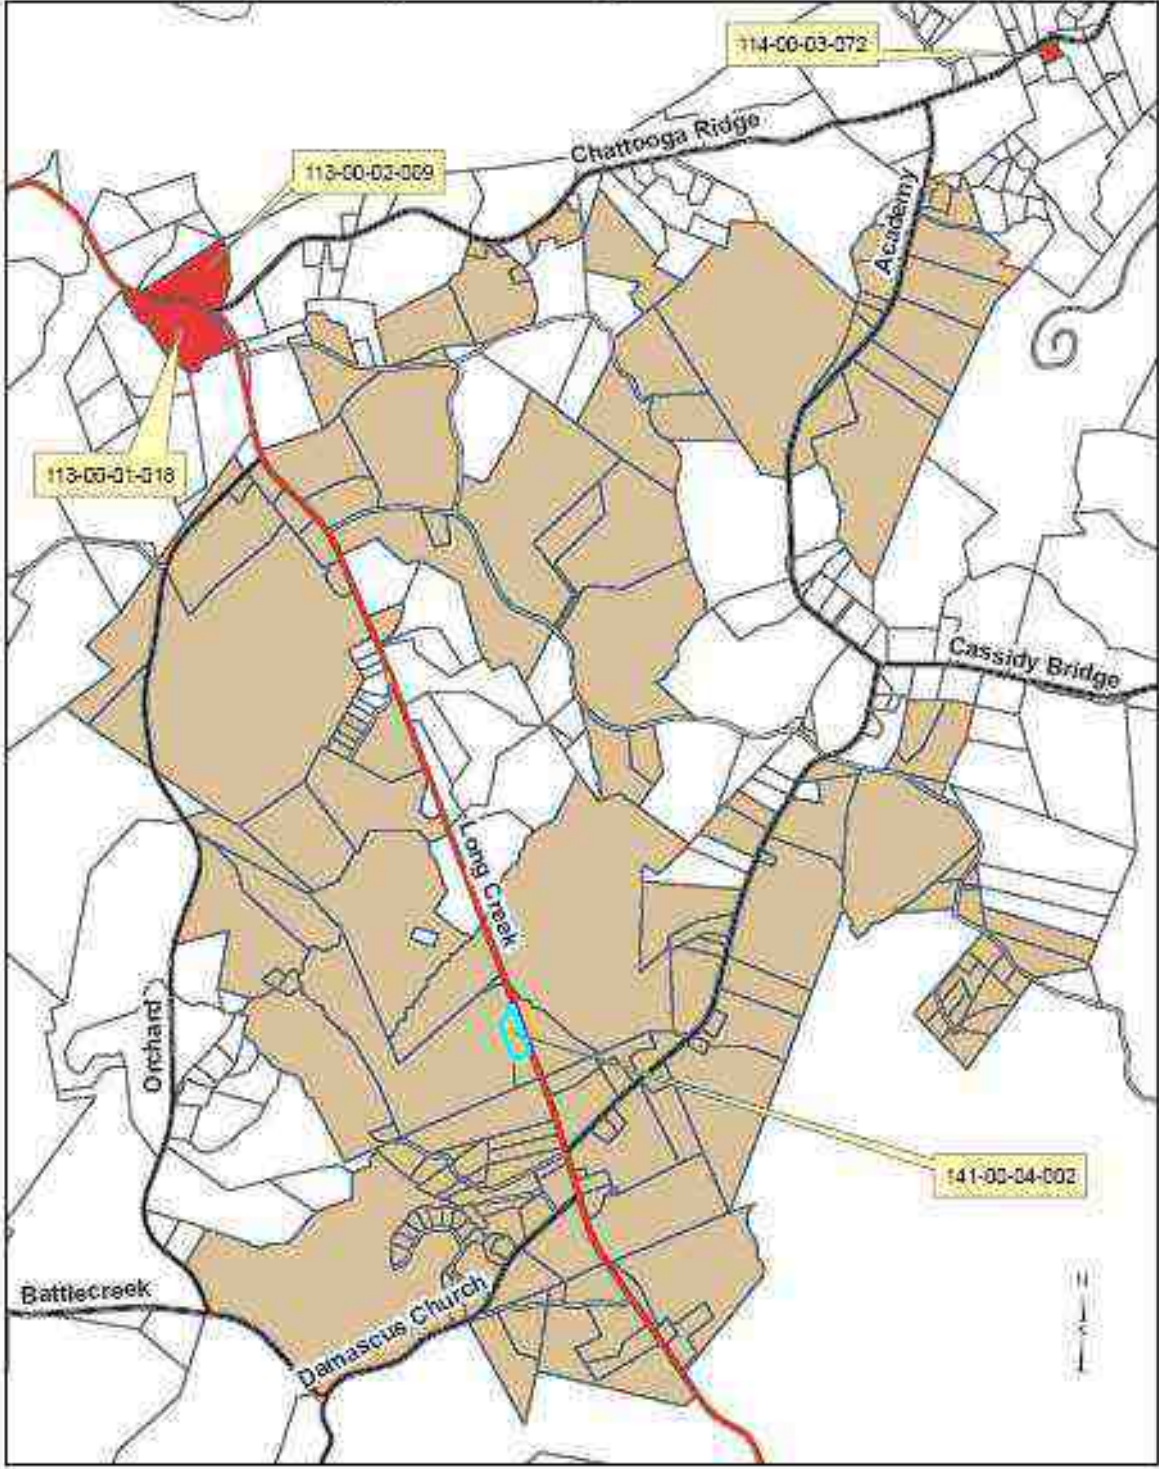 114-00-03-072
Chattooga Ridge
113-00-02-009
Academy
113-00-01-018
Cassidy Bridge
Long Creek
Orchard
141-00-04-002
N
Battlecreek
Damascus Church